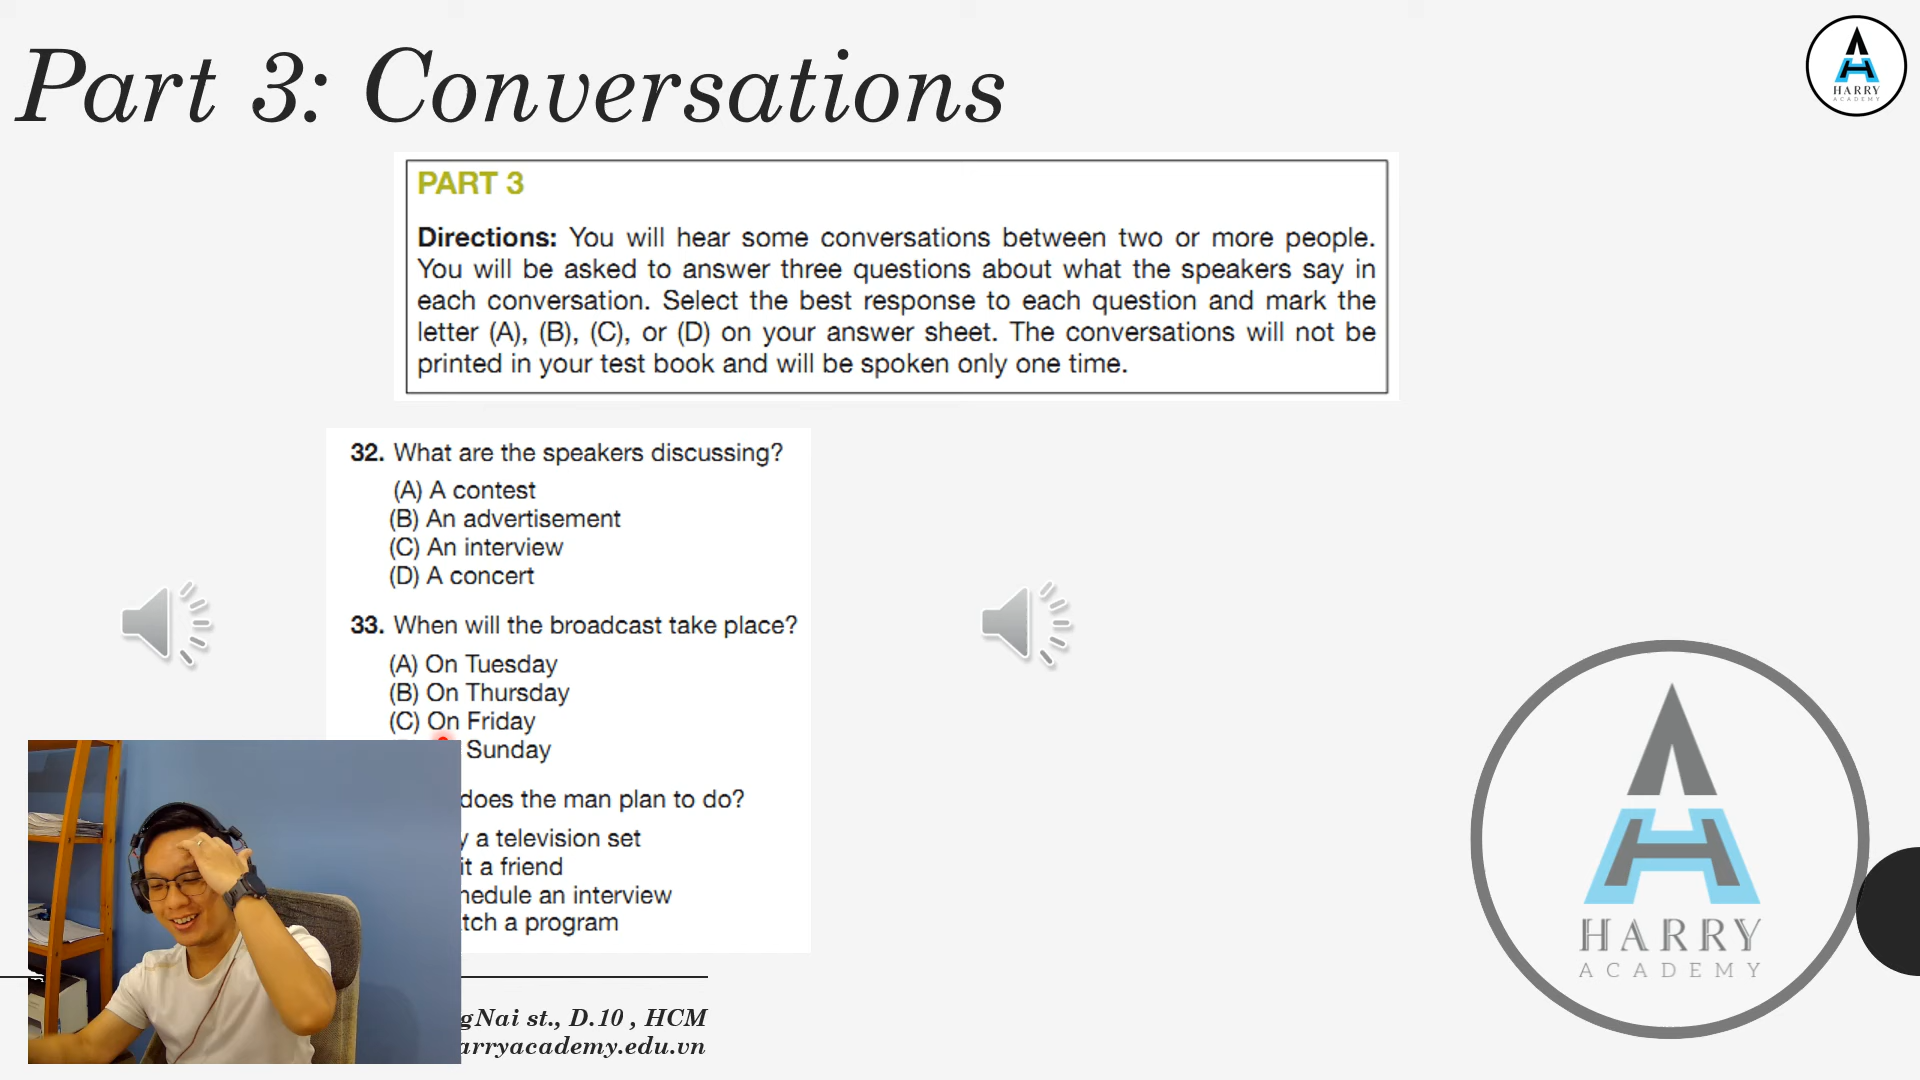 Part 3: Conversations
HARRY
ACADEMY
PART 3
Directions: You will hear some conversations between two or more people.
You will be asked to answer three questions about what the speakers say in
each conversation. Select the best response to each question and mark the
letter (A), (B), (C), or (D) on your answer sheet. The conversations will not be
printed in your test book and will be spoken only one time.
32. What are the speakers discussing?
(A) A contest
(B) An advertisement
(C) An interview
(D) A concert
33. When will the broadcast take place?
(A) On Tuesday
(B) On Thursday
(C) On Friday
Sunday
does the man plan to do?
a television set
a friend
an interview
a program
st., D.10 , HCM
HARRY
ACADEMY